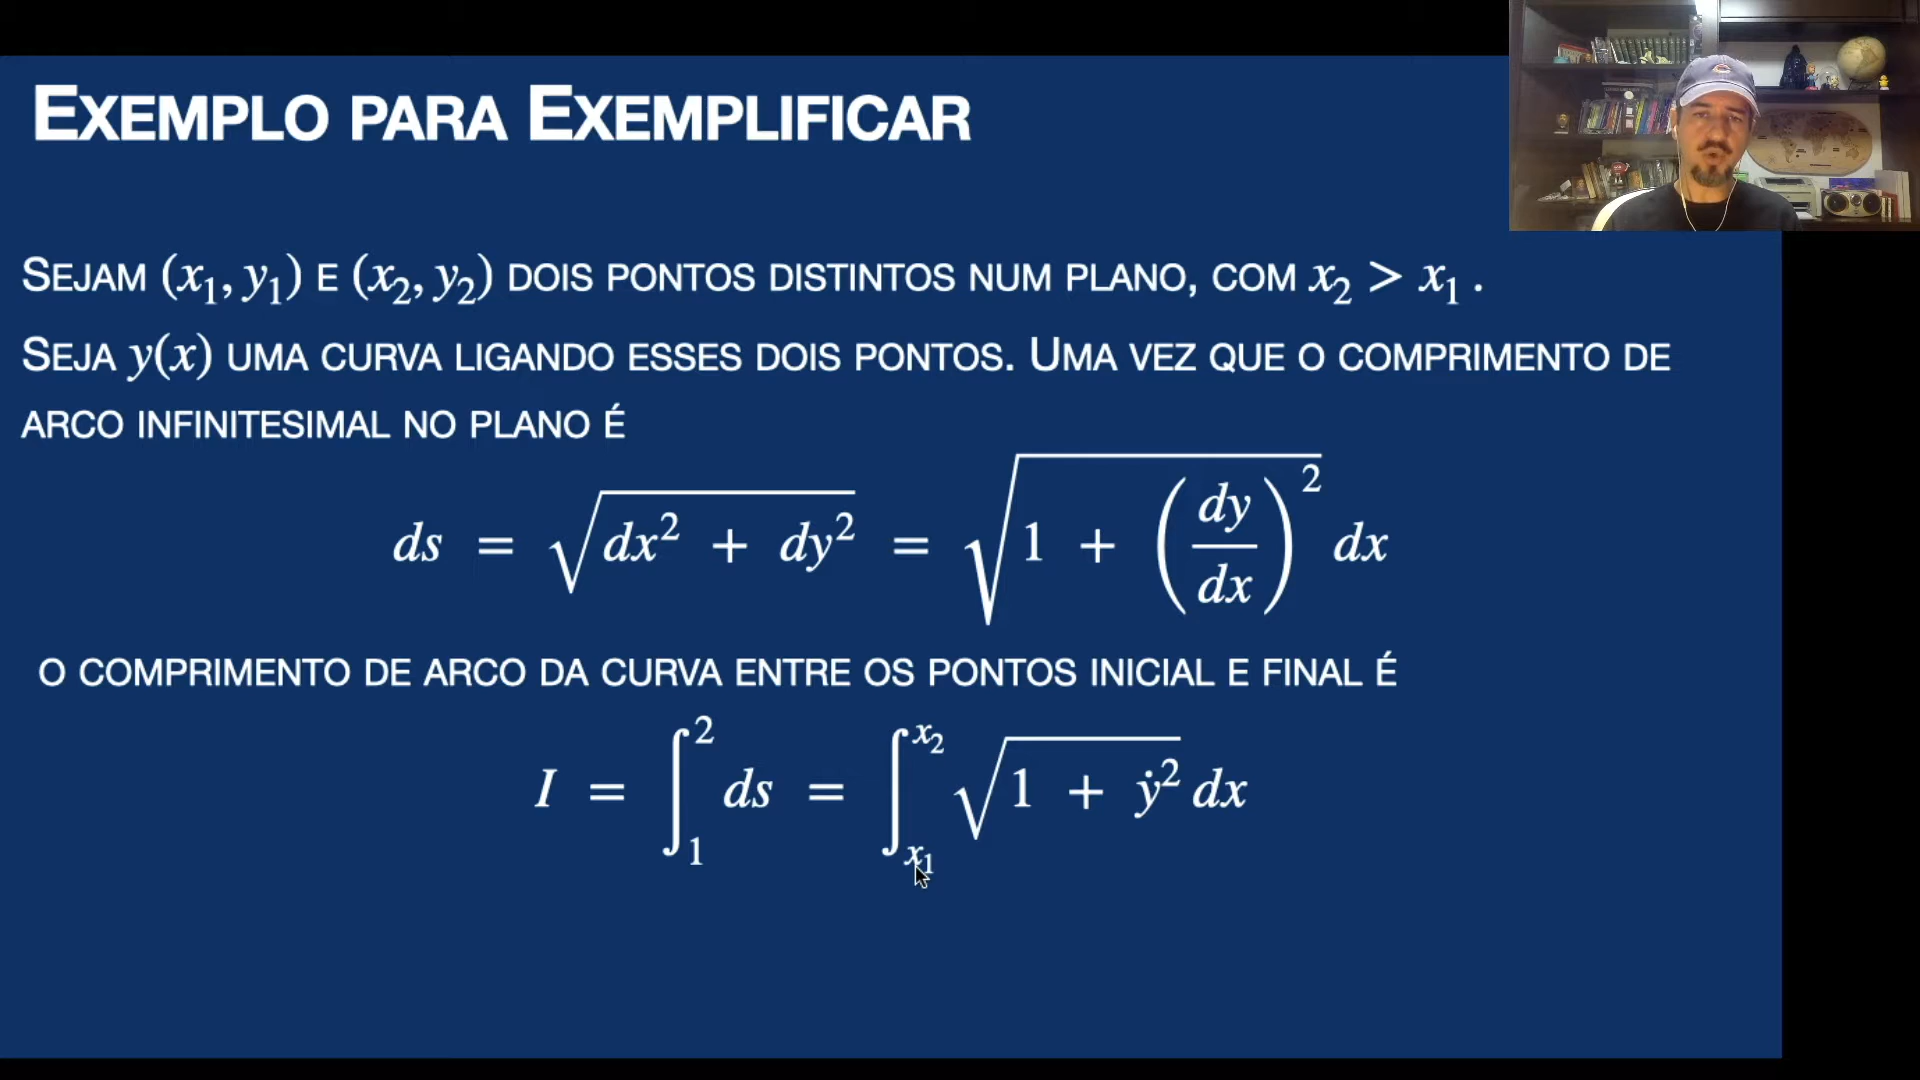 EXEMPLO PARA EXEMPLIFICAR
SEJAM (x₁, y₁) E (x₂, y₂) DOIS PONTOS DISTINTOS NUM PLANO, COM x₂ > x₁ .
SEJA y(x) UMA CURVA LIGANDO ESSES DOIS PONTOS. UMA VEZ QUE O COMPRIMENTO DE
ARCO INFINITESIMAL NO PLANO É
ds = √(dx² + dy²) = √(1 + (dy/dx)²) dx
O COMPRIMENTO DE ARCO DA CURVA ENTRE OS PONTOS INICIAL E FINAL É
I = ∫₁² ds = ∫_{x₁}^{x₂} √(1 + ẏ²) dx